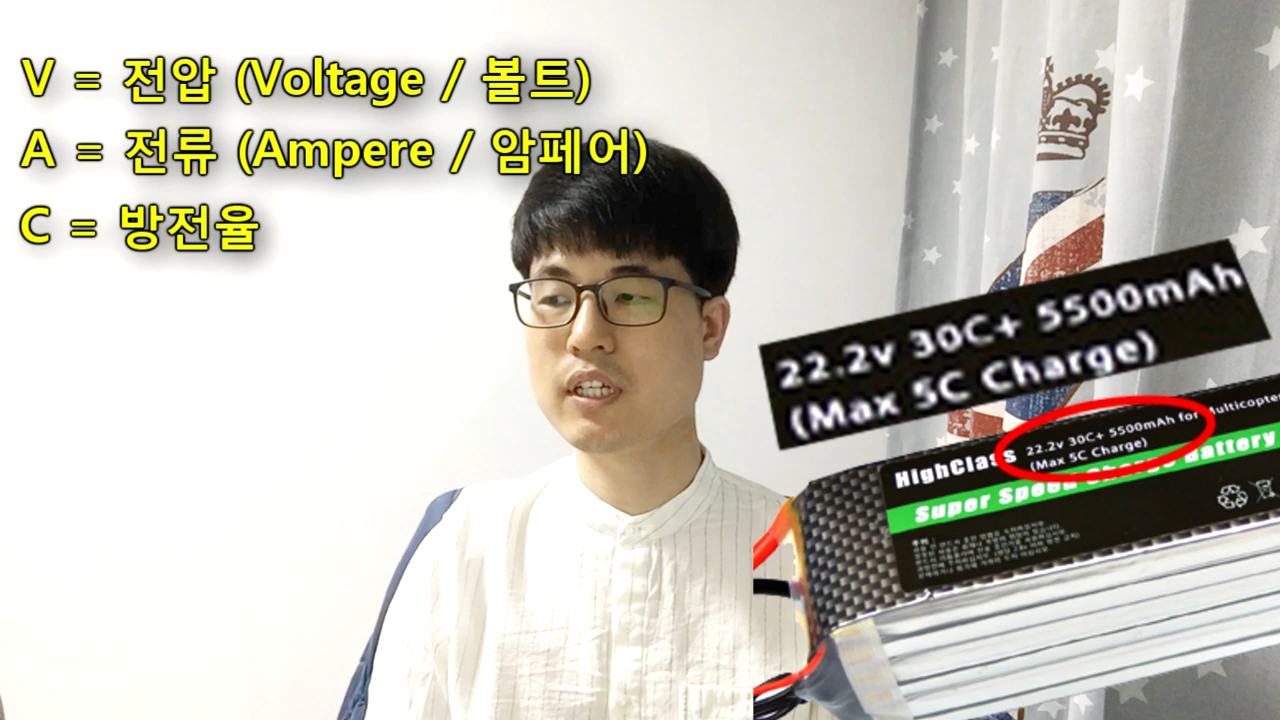 V = 전압 (Voltage / 볼트)
A = 전류 (Ampere / 암페어)
C = 방전율
22.2v 30C+ 5500mAh
(Max 5C Charge)
HighClass 22.2v 30C+ 5500mAh for Multicopter
(Max 5C Charge)
Super Speed Charge Battery